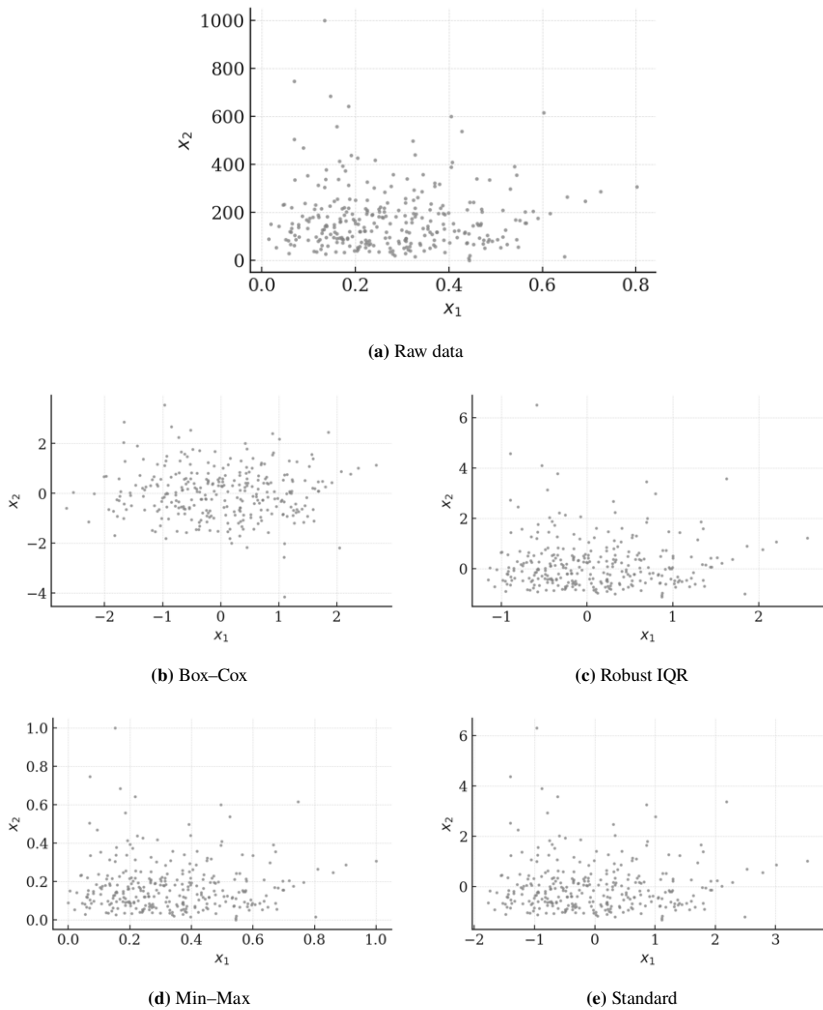 1000
800
600
400
200
0
x2
0.0 0.2 0.4 0.6 0.8
x1
(a) Raw data
2
0
−2
−4
x2
−2 −1 0 1 2
x1
(b) Box–Cox
6
4
2
0
x2
−1 0 1 2
x1
(c) Robust IQR
1.0
0.8
0.6
0.4
0.2
0.0
x2
0.0 0.2 0.4 0.6 0.8 1.0
x1
(d) Min–Max
6
4
2
0
x2
−2 −1 0 1 2 3
x1
(e) Standard